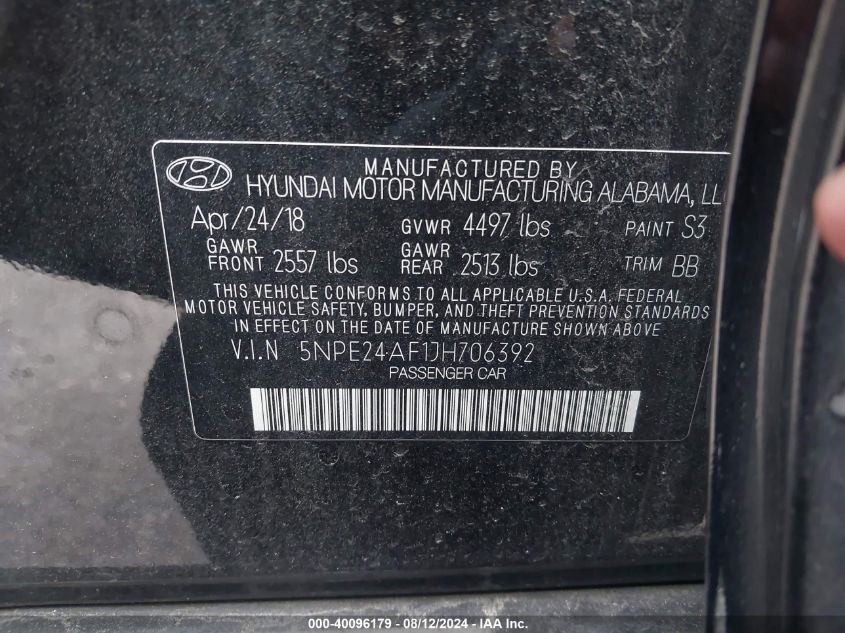 MANUFACTURED BY
HYUNDAI MOTOR MANUFACTURING ALABAMA, LL
Apr/24/18 GVWR 4497 lbs PAINT S3
GAWR FRONT 2557 lbs GAWR REAR 2513 lbs TRIM BB
THIS VEHICLE CONFORMS TO ALL APPLICABLE U.S.A. FEDERAL
MOTOR VEHICLE SAFETY, BUMPER, AND THEFT PREVENTION STANDARDS
IN EFFECT ON THE DATE OF MANUFACTURE SHOWN ABOVE
V.I.N 5NPE24AF1JH706392
PASSENGER CAR
000-40096179 - 08/12/2024 - IAAI, Inc.